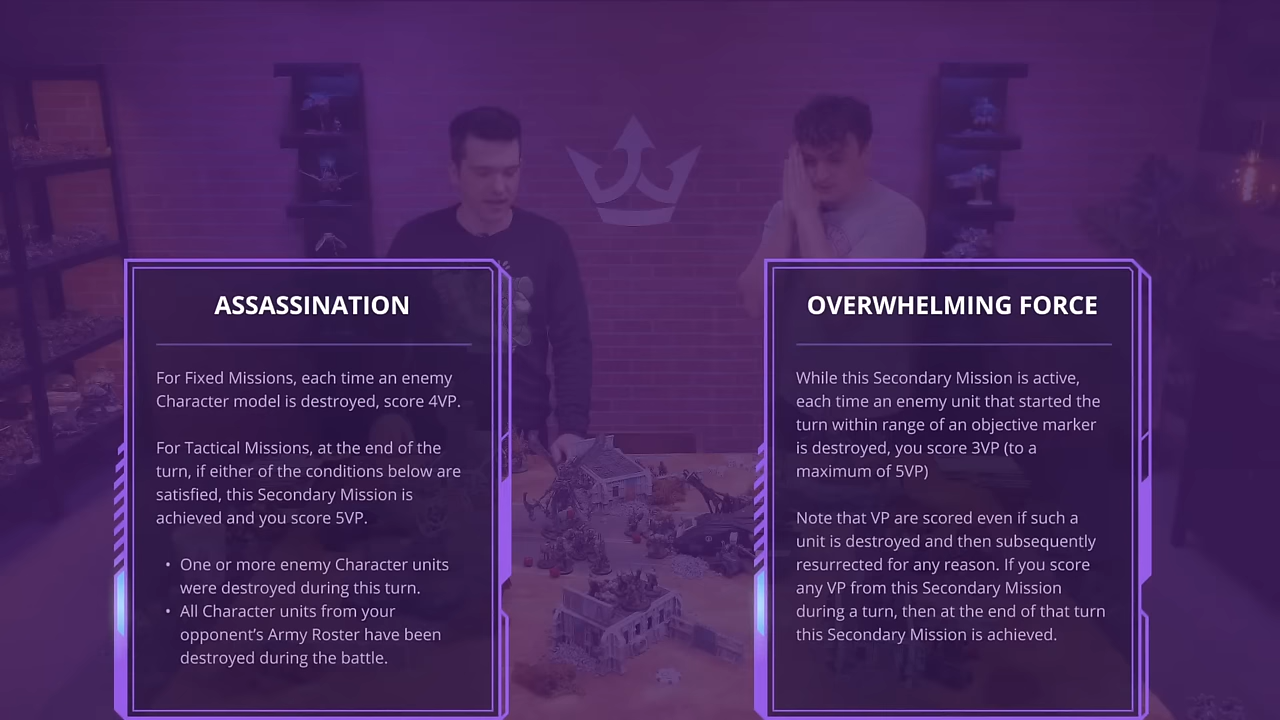 ASSASSINATION
For Fixed Missions, each time an enemy
Character model is destroyed, score 4VP.
For Tactical Missions, at the end of the
turn, if either of the conditions below are
satisfied, this Secondary Mission is
achieved and you score 5VP.
• One or more enemy Character units
were destroyed during this turn.
• All Character units from your
opponent’s Army Roster have been
destroyed during the battle.
OVERWHELMING FORCE
While this Secondary Mission is active,
each time an enemy unit that started the
turn within range of an objective marker
is destroyed, you score 3VP (to a
maximum of 5VP)
Note that VP are scored even if such a
unit is destroyed and then subsequently
resurrected for any reason. If you score
any VP from this Secondary Mission
during a turn, then at the end of that turn
this Secondary Mission is achieved.